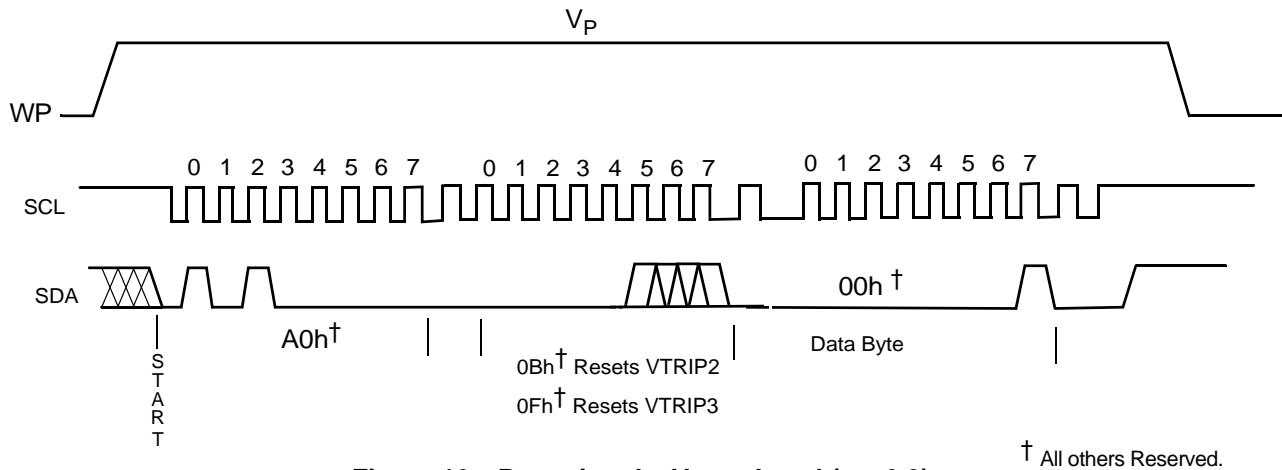 VP
WP
0 1 2 3 4 5 6 7 0 1 2 3 4 5 6 7 0 1 2 3 4 5 6 7
SCL
SDA
00h †
A0h†
Data Byte
START
0Bh† Resets VTRIP2
0Fh† Resets VTRIP3
† All others Reserved.